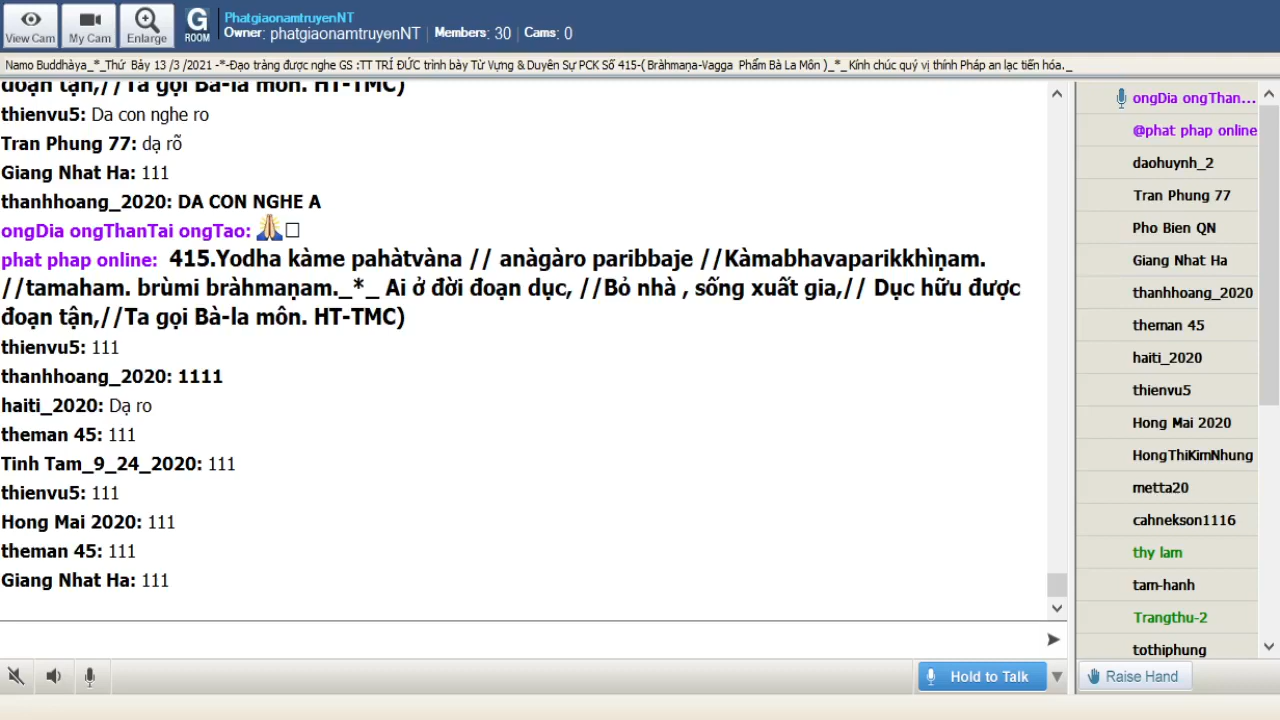 PhatgiaonamtruyenNT
Owner: phatgiaonamtruyenNT | Members: 30 | Cams: 0
View Cam
My Cam
Enlarge
G
ROOM
Namo Buddhàya_*_Thứ Bảy 13 /3 /2021 -*-Đạo tràng được nghe GS :TT TRÍ ĐỨC trình bày Từ Vựng & Duyên Sự PCK Số 415-( Bràhmaṇa-Vagga Phẩm Bà La Môn )_*_ Kính chúc quý vị thính Pháp an lạc tiến hóa._
đoạn tận,//Ta gọi Bà-la môn. HT-TMC)
thienvu5: Da con nghe ro
Tran Phung 77: dạ rõ
Giang Nhat Ha: 111
thanhhoang_2020: DA CON NGHE A
ongDia ongThanTai ongTao: 🙏□
phat phap online: 415.Yodha kàme pahàtvàna // anàgàro paribbaje //Kàmabhavaparikkhìṇam.
//tamaham. brùmi bràhmaṇam._*_ Ai ở đời đoạn dục, //Bỏ nhà , sống xuất gia,// Dục hữu được
đoạn tận,//Ta gọi Bà-la môn. HT-TMC)
thienvu5: 111
thanhhoang_2020: 1111
haiti_2020: Dạ ro
theman 45: 111
Tinh Tam_9_24_2020: 111
thienvu5: 111
Hong Mai 2020: 111
theman 45: 111
Giang Nhat Ha: 111
Hold to Talk
ongDia ongThan...
@phat phap online
daohuynh_2
Tran Phung 77
Pho Bien QN
Giang Nhat Ha
thanhhoang_2020
theman 45
haiti_2020
thienvu5
Hong Mai 2020
HongThiKimNhung
metta20
cahnekson1116
thy lam
tam-hanh
Trangthu-2
tothiphung
Raise Hand